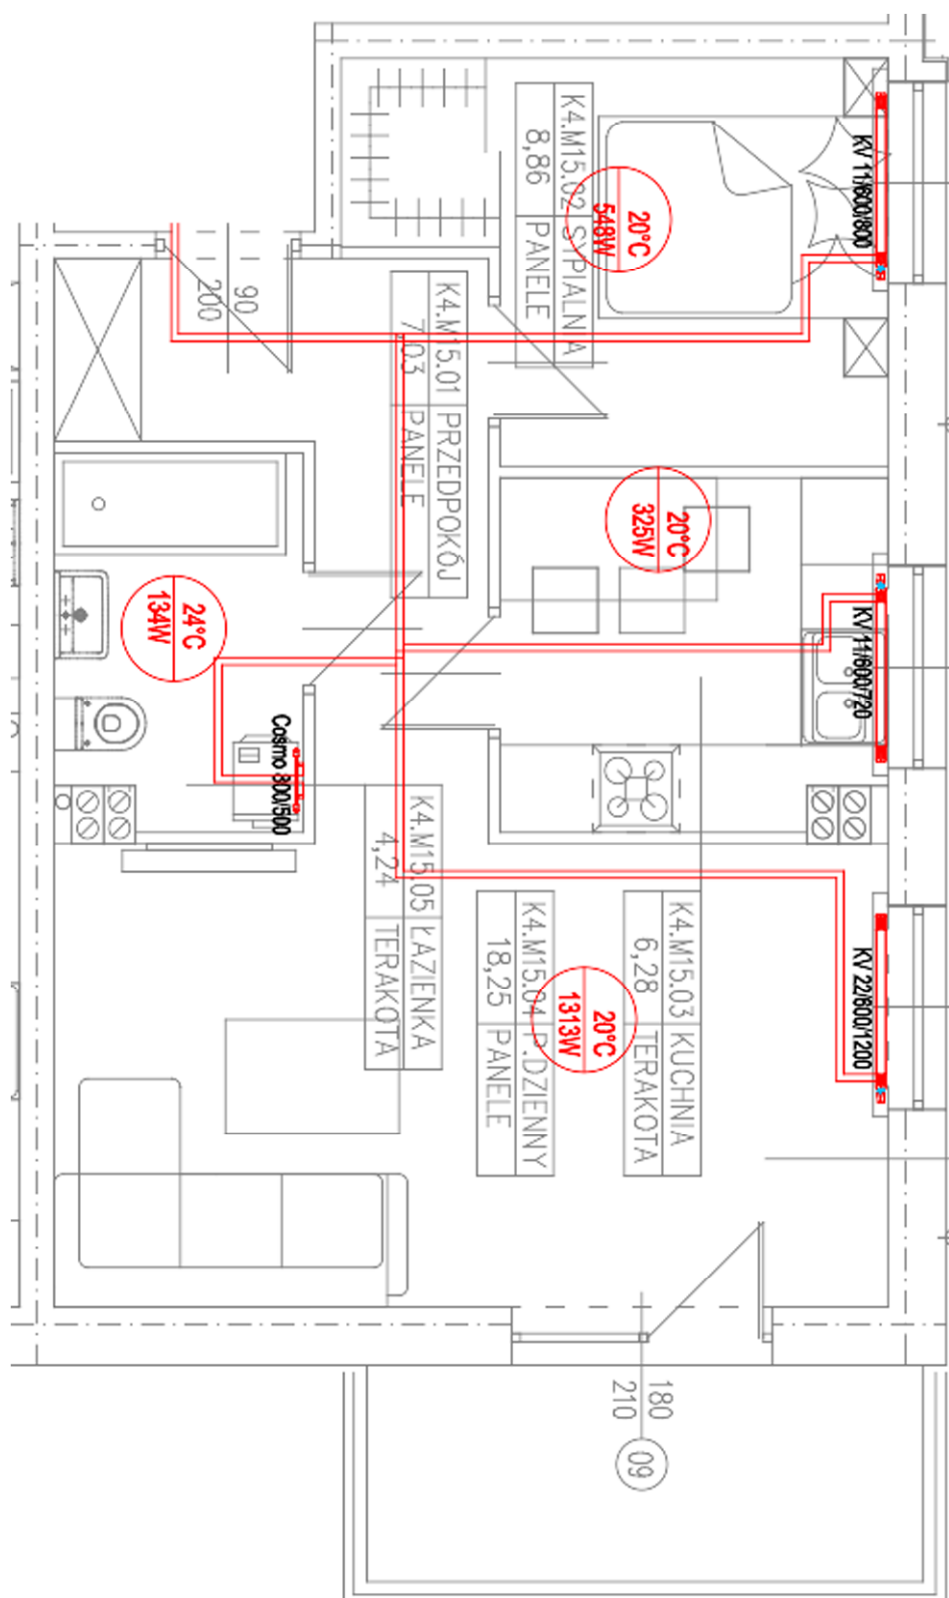 K4.M15.02 SYPIALNIA
8,86 PANELE
20°C
548W
KV 11/600/800
90
200
K4.M15.01 PRZEDPOKÓJ
7,03 PANELE
20°C
325W
KV 11/600/720
24°C
134W
Cosmo 800/500
K4.M15.05 ŁAZIENKA
4,24 TERAKOTA
K4.M15.03 KUCHNIA
6,28 TERAKOTA
K4.M15.04 P.DZIENNY
18,25 PANELE
20°C
1313W
KV 22/600/1200
180
210
09